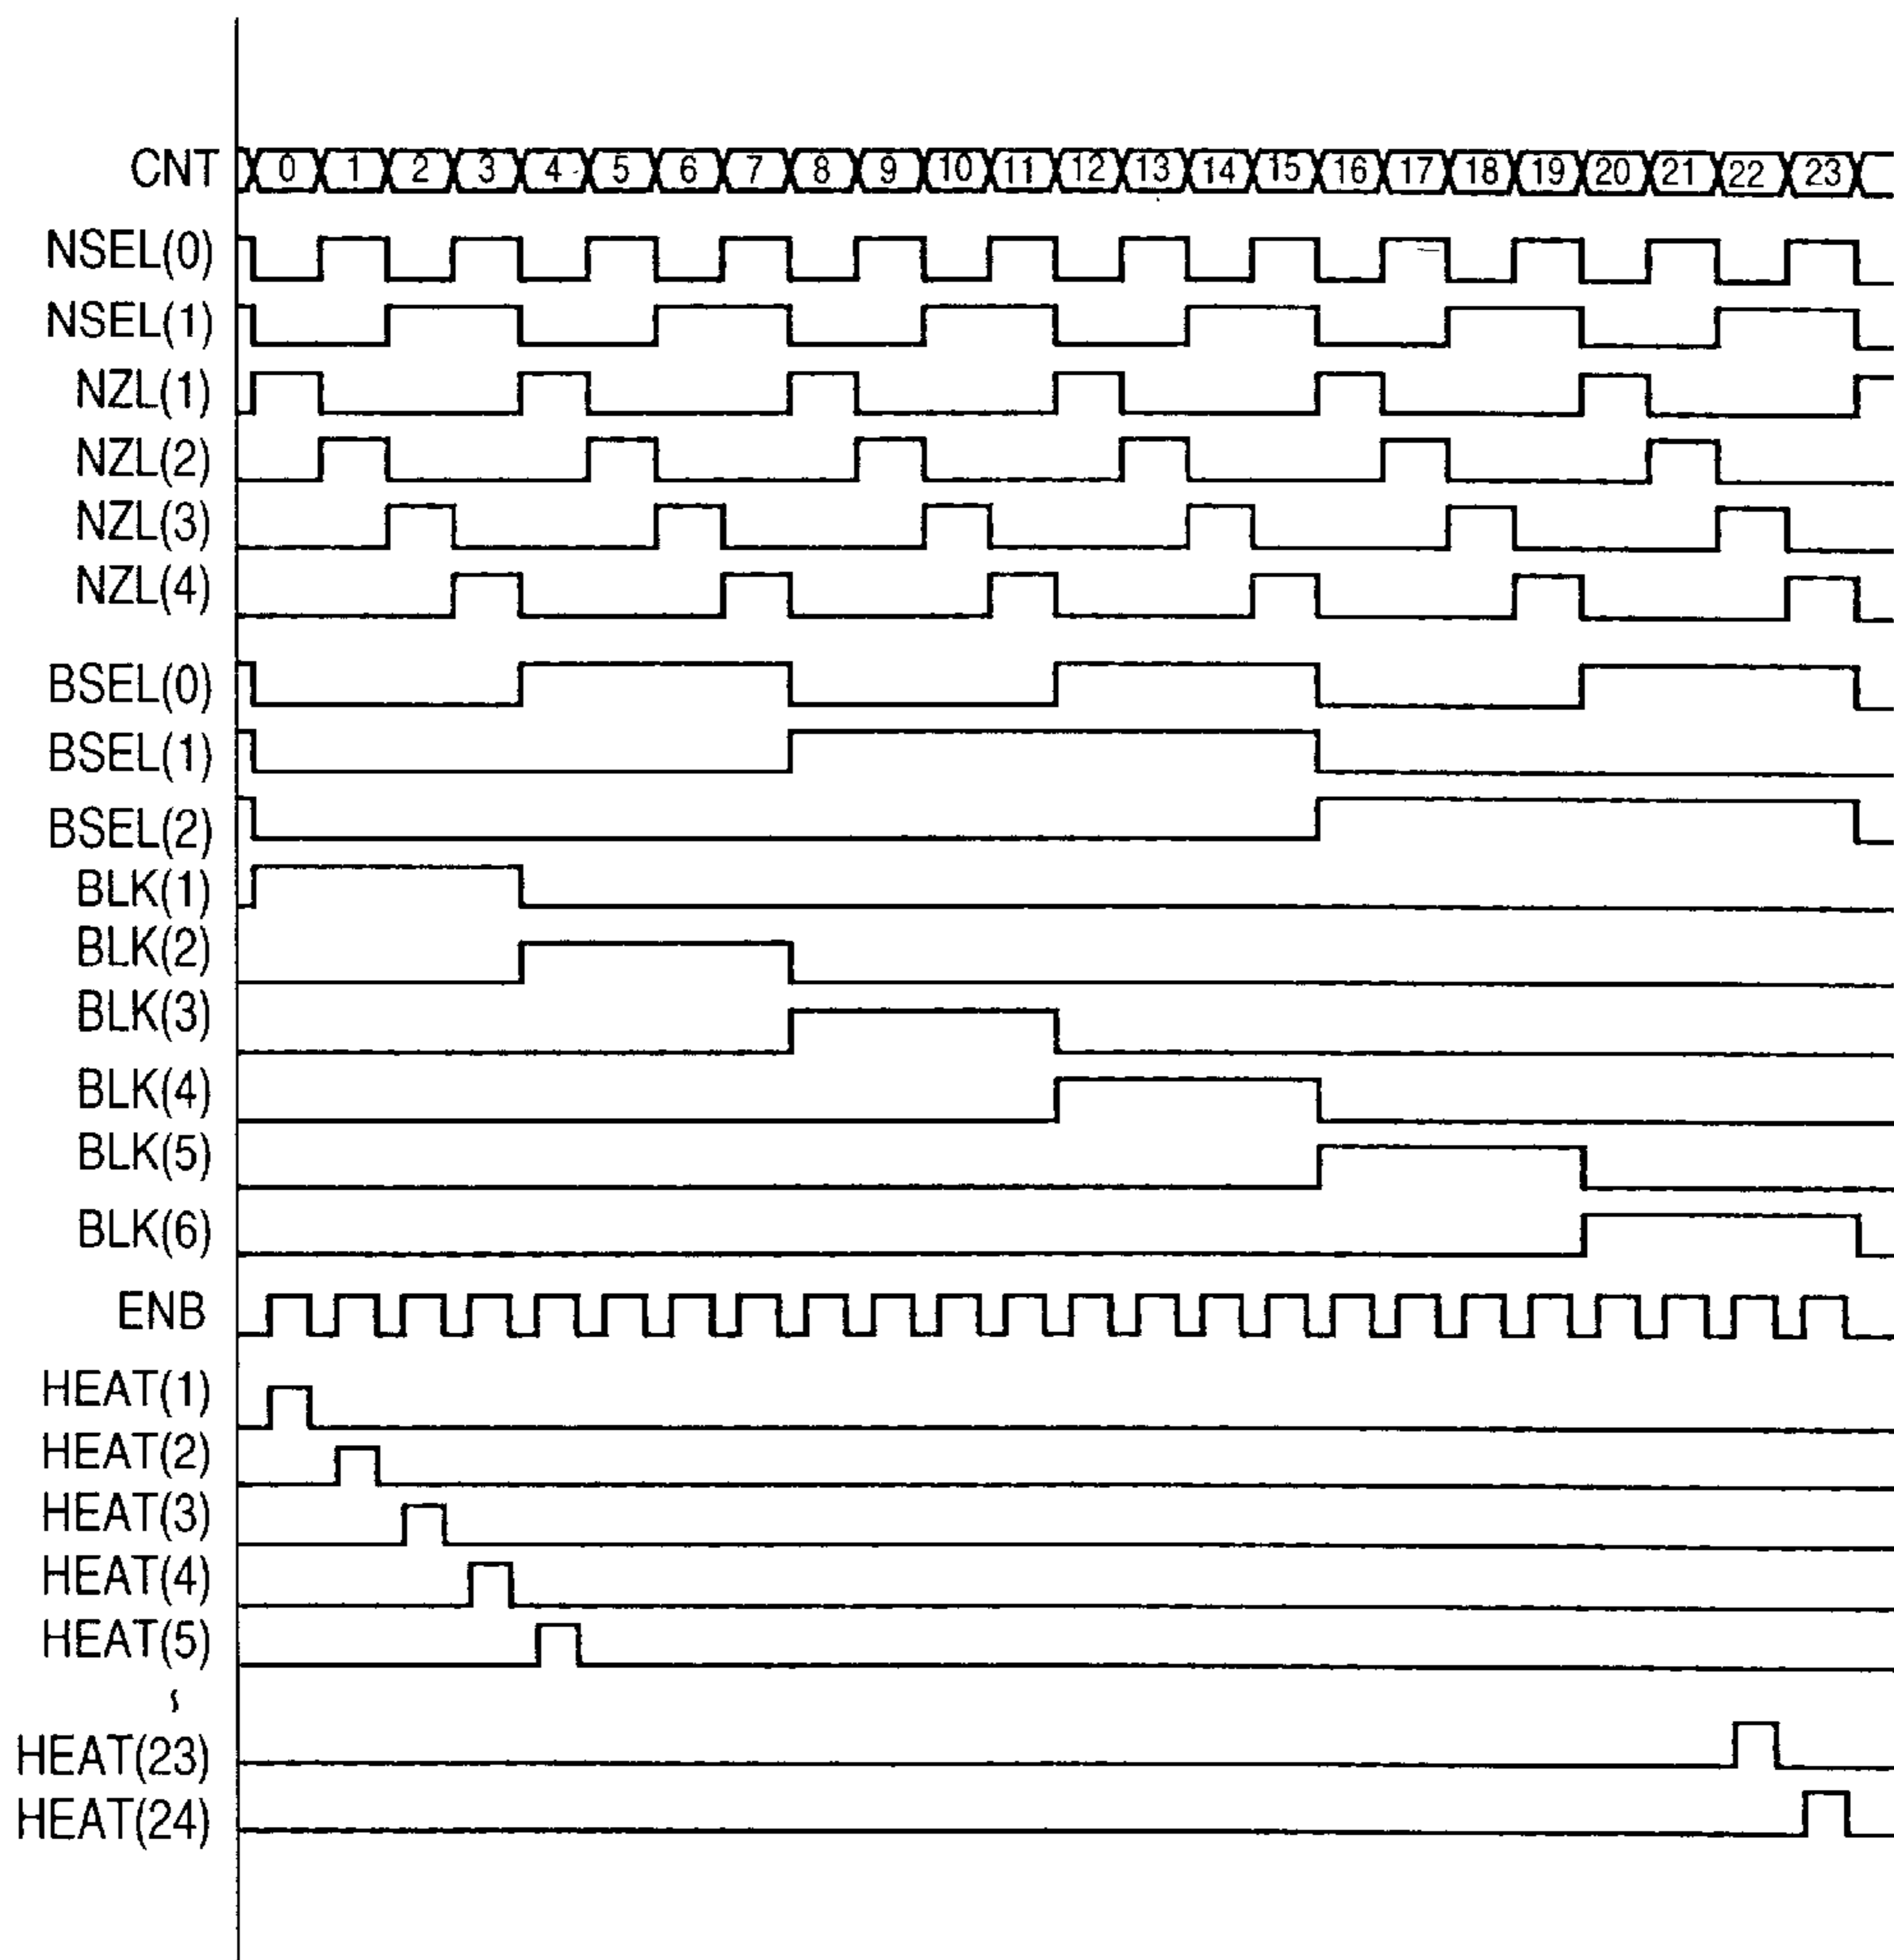 CNT 0 1 2 3 4 5 6 7 8 9 10 11 12 13 14 15 16 17 18 19 20 21 22 23
NSEL(0)
NSEL(1)
NZL(1)
NZL(2)
NZL(3)
NZL(4)
BSEL(0)
BSEL(1)
BSEL(2)
BLK(1)
BLK(2)
BLK(3)
BLK(4)
BLK(5)
BLK(6)
ENB
HEAT(1)
HEAT(2)
HEAT(3)
HEAT(4)
HEAT(5)
HEAT(23)
HEAT(24)